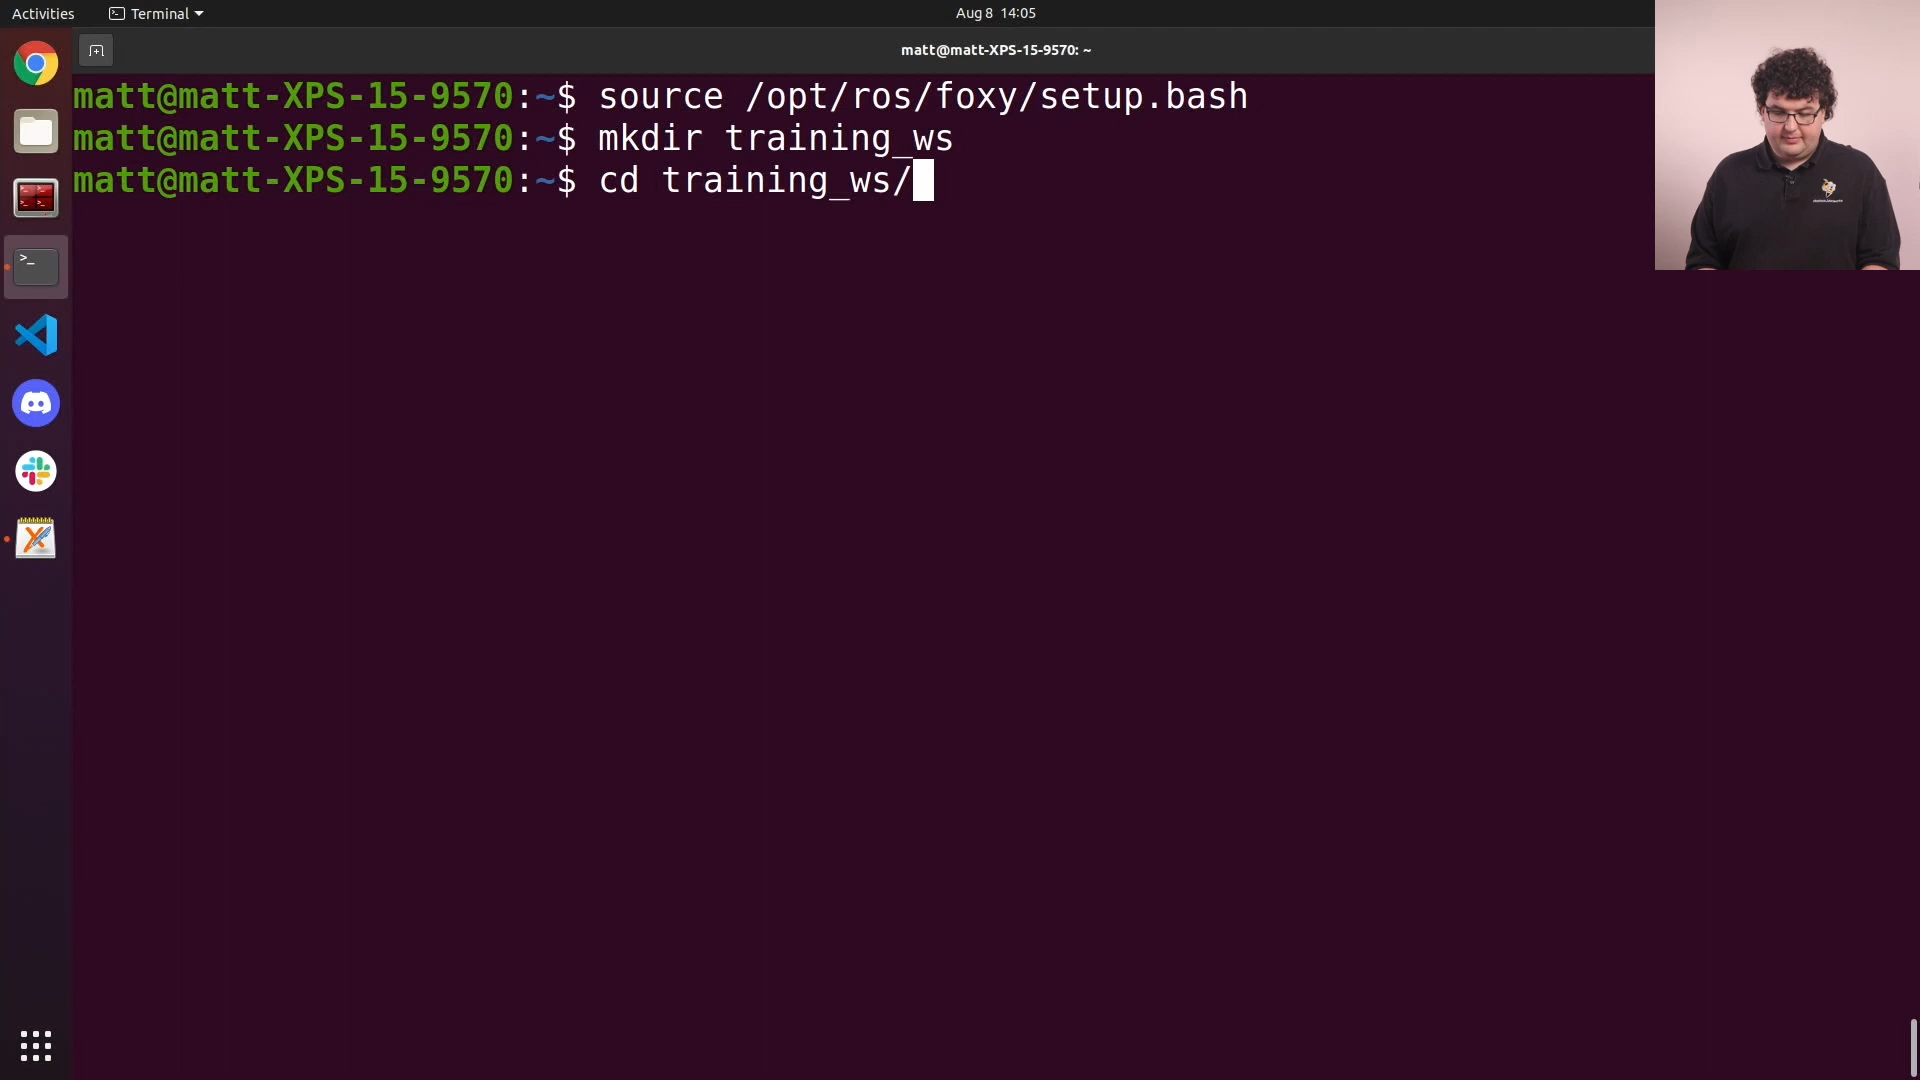 Activities
Terminal
Aug 8 14:05
matt@matt-XPS-15-9570: ~
matt@matt-XPS-15-9570:~$ source /opt/ros/foxy/setup.bash
matt@matt-XPS-15-9570:~$ mkdir training_ws
matt@matt-XPS-15-9570:~$ cd training_ws/